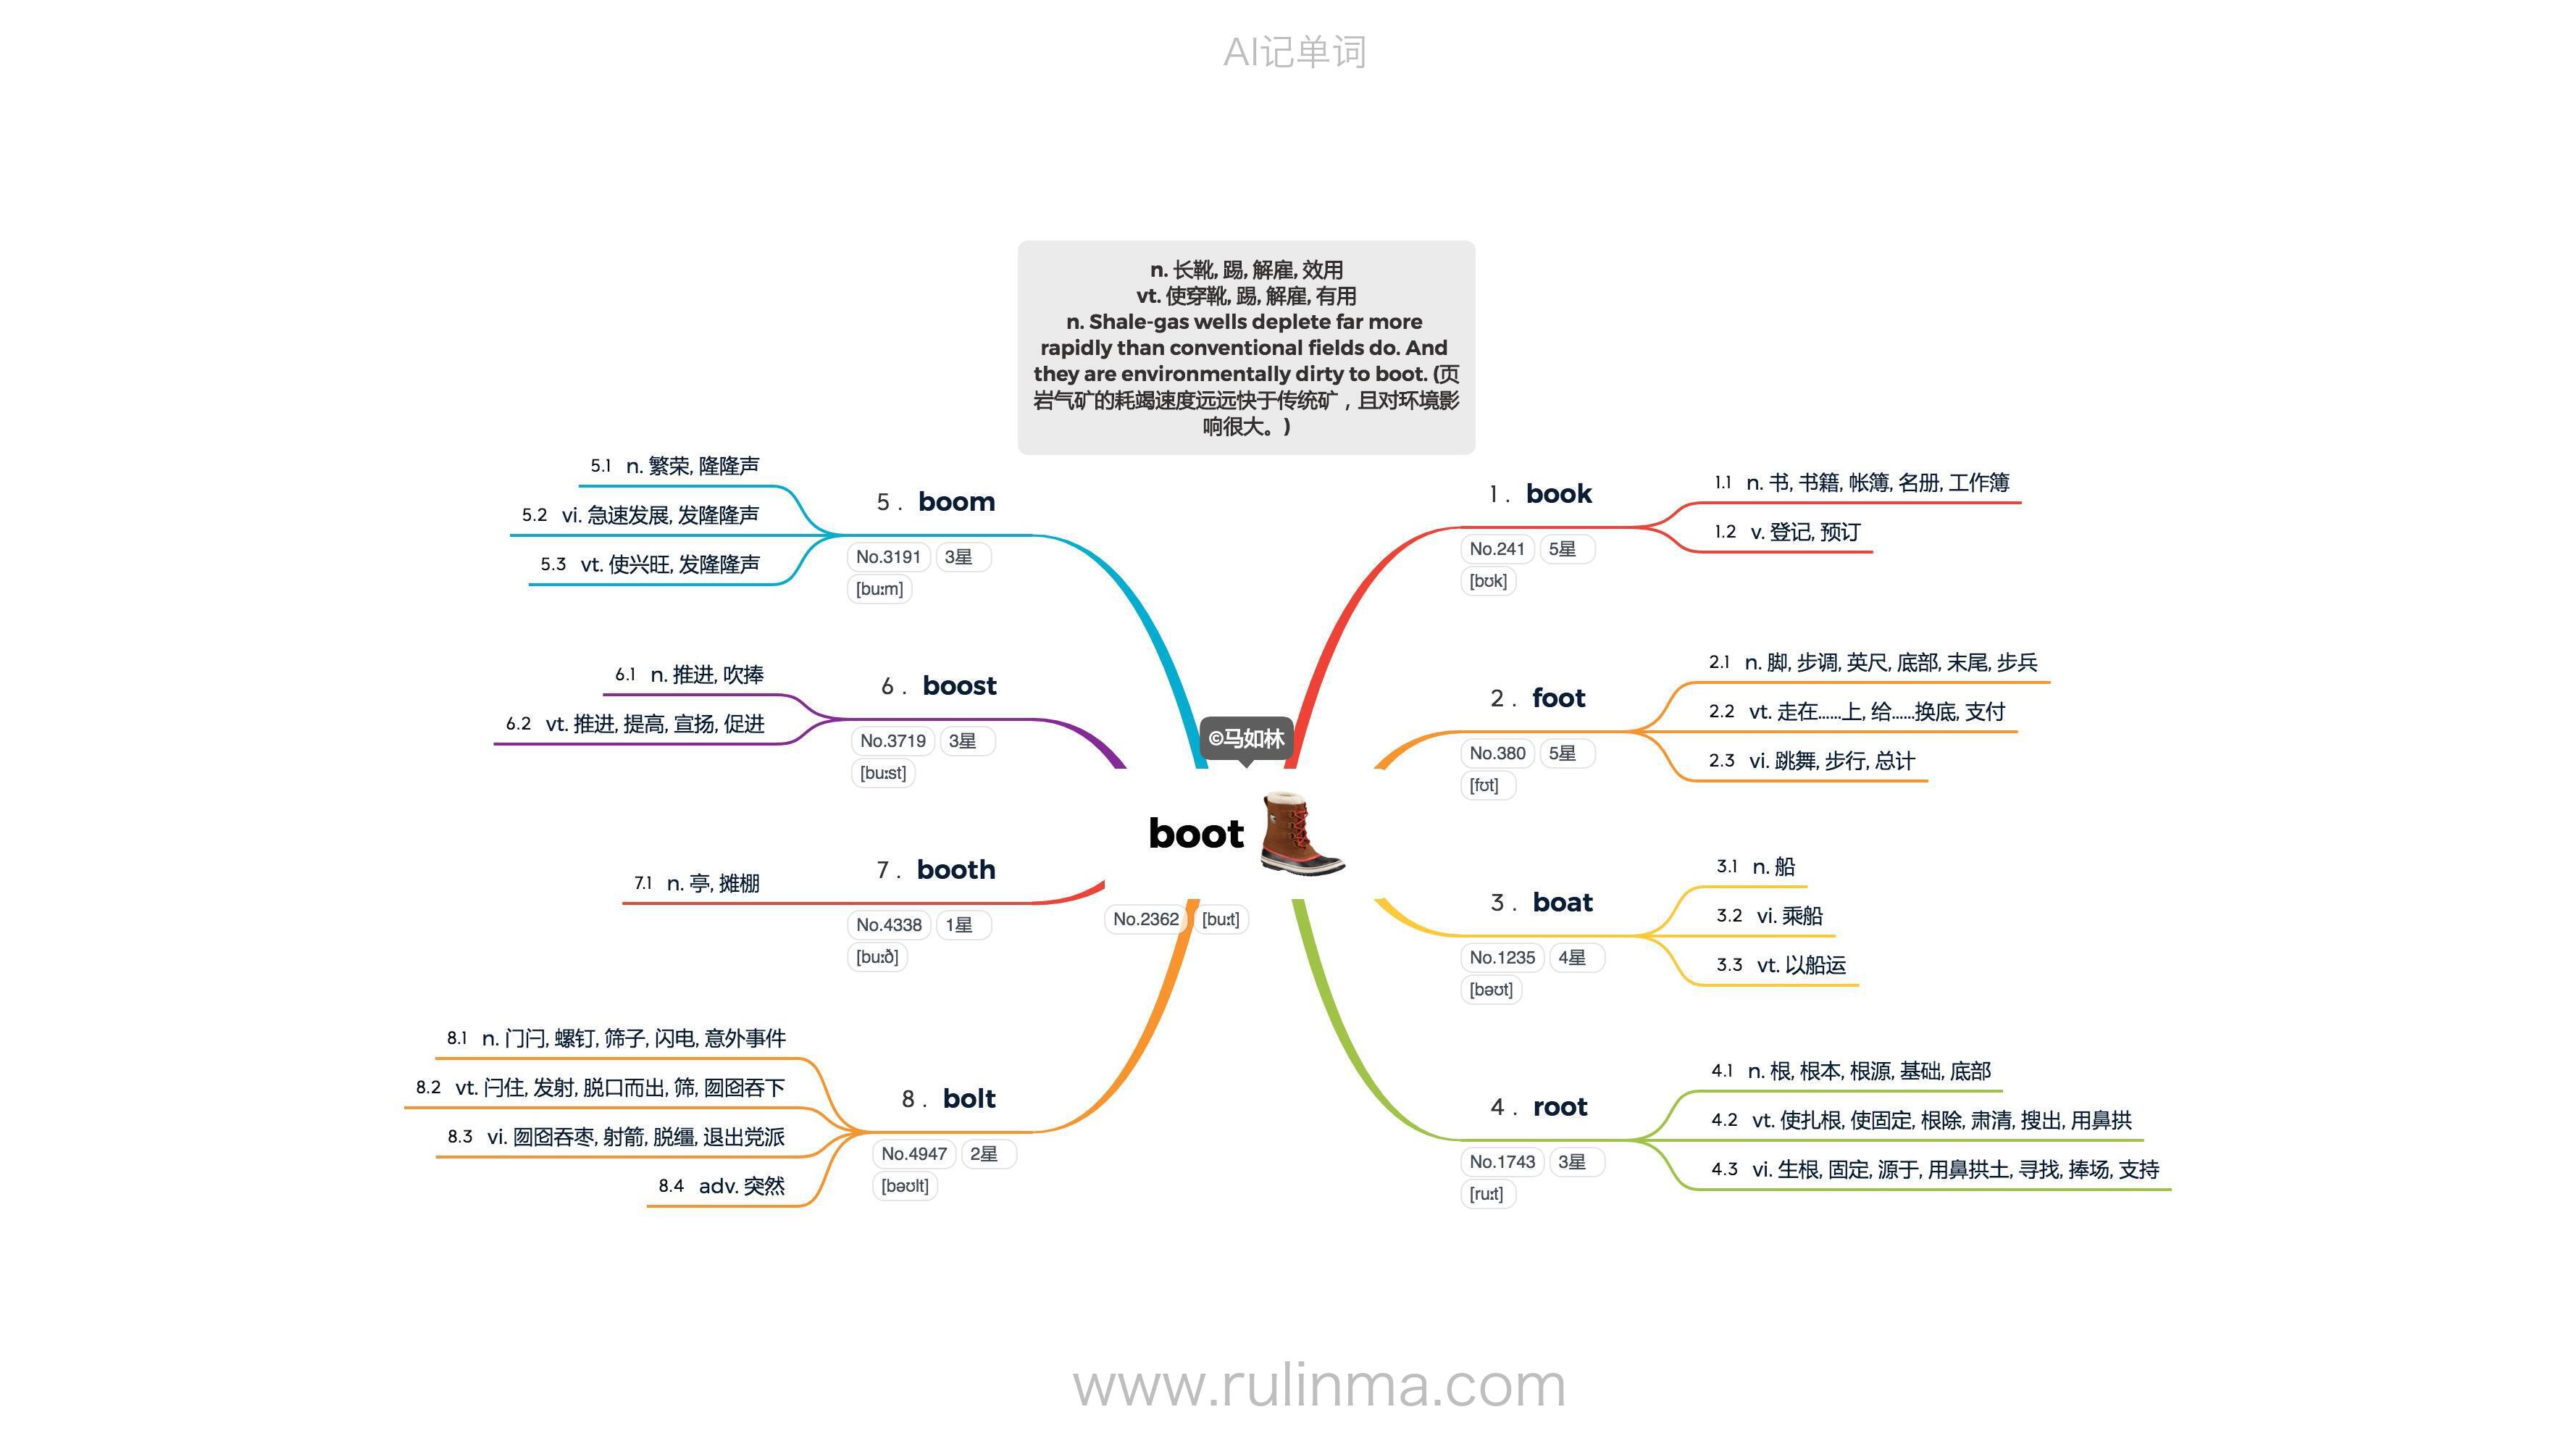 AI记单词
n. 长靴, 踢, 解雇, 效用
vt. 使穿靴, 踢, 解雇, 有用
n. Shale-gas wells deplete far more
rapidly than conventional fields do. And
they are environmentally dirty to boot. (页
岩气矿的耗竭速度远远快于传统矿，且对环境影
响很大。)
©马如林
boot
No.2362 [buːt]
1. book
No.241 5星
[bʊk]
1.1 n. 书, 书籍, 帐簿, 名册, 工作簿
1.2 v. 登记, 预订
2. foot
No.380 5星
[fʊt]
2.1 n. 脚, 步调, 英尺, 底部, 末尾, 步兵
2.2 vt. 走在……上, 给……换底, 支付
2.3 vi. 跳舞, 步行, 总计
3. boat
No.1235 4星
[bəʊt]
3.1 n. 船
3.2 vi. 乘船
3.3 vt. 以船运
4. root
No.1743 3星
[ruːt]
4.1 n. 根, 根本, 根源, 基础, 底部
4.2 vt. 使扎根, 使固定, 根除, 肃清, 搜出, 用鼻拱
4.3 vi. 生根, 固定, 源于, 用鼻拱土, 寻找, 捧场, 支持
5. boom
No.3191 3星
[buːm]
5.1 n. 繁荣, 隆隆声
5.2 vi. 急速发展, 发隆隆声
5.3 vt. 使兴旺, 发隆隆声
6. boost
No.3719 3星
[buːst]
6.1 n. 推进, 吹捧
6.2 vt. 推进, 提高, 宣扬, 促进
7. booth
No.4338 1星
[buːð]
7.1 n. 亭, 摊棚
8. bolt
No.4947 2星
[bəʊlt]
8.1 n. 门闩, 螺钉, 筛子, 闪电, 意外事件
8.2 vt. 闩住, 发射, 脱口而出, 筛, 囫囵吞下
8.3 vi. 囫囵吞枣, 射箭, 脱缰, 退出党派
8.4 adv. 突然
www.rulinma.com